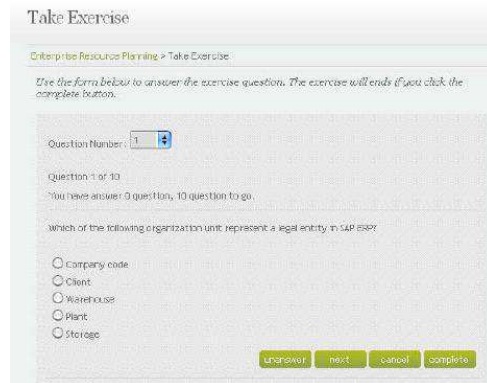 Take Exercise
Enterprise Resource Planning > Take Exercise
Use the form below to answer the exercise question. The exercise will ends if you click the
complete button.
Question Number: 1
Question 1 of 10
You have answer 0 question, 10 question to go.
Which of the following organization unit represent a legal entity in SAP ERP?
Company code
Client
Warehouse
Plant
Storage
unanswer next cancel complete